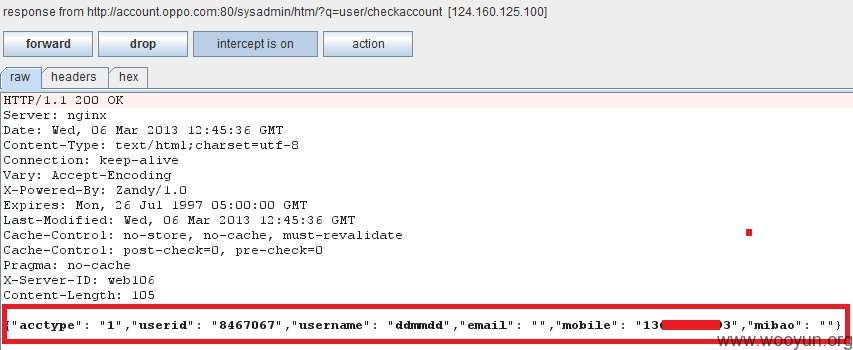 response from http://account.oppo.com:80/sysadmin/htm/?q=user/checkaccount [124.160.125.100]
forward drop intercept is on action
raw headers hex
HTTP/1.1 200 OK
Server: nginx
Date: Wed, 06 Mar 2013 12:45:36 GMT
Content-Type: text/html;charset=utf-8
Connection: keep-alive
Vary: Accept-Encoding
X-Powered-By: Zandy/1.0
Expires: Mon, 26 Jul 1997 05:00:00 GMT
Last-Modified: Wed, 06 Mar 2013 12:45:36 GMT
Cache-Control: no-store, no-cache, must-revalidate
Cache-Control: post-check=0, pre-check=0
Pragma: no-cache
X-Server-ID: web106
Content-Length: 105
{"acctype": "1","userid": "8467067","username": "ddmmdd","email": "","mobile": "136 93","mibao": ""}
www.wooyun.org